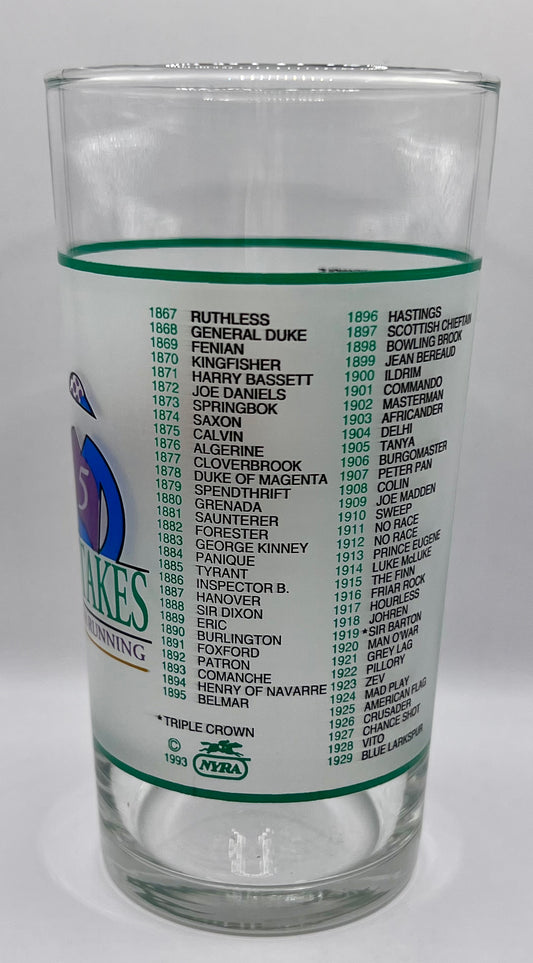 5
TAKES
RUNNING
1867 RUTHLESS
1868 GENERAL DUKE
1869 FENIAN
1870 KINGFISHER
1871 HARRY BASSETT
1872 JOE DANIELS
1873 SPRINGBOK
1874 SAXON
1875 CALVIN
1876 ALGERINE
1877 CLOVERBROOK
1878 DUKE OF MAGENTA
1879 SPENDTHRIFT
1880 GRENADA
1881 SAUNTERER
1882 FORESTER
1883 GEORGE KINNEY
1884 PANIQUE
1885 TYRANT
1886 INSPECTOR B.
1887 HANOVER
1888 SIR DIXON
1889 ERIC
1890 BURLINGTON
1891 FOXFORD
1892 PATRON
1893 COMANCHE
1894 HENRY OF NAVARRE
1895 BELMAR
*TRIPLE CROWN
© 1993 NYRA
1896 HASTINGS
1897 SCOTTISH CHIEFTAIN
1898 BOWLING BROOK
1899 JEAN BEREAUD
1900 ILDRIM
1901 COMMANDO
1902 MASTERMAN
1903 AFRICANDER
1904 DELHI
1905 TANYA
1906 BURGOMASTER
1907 PETER PAN
1908 COLIN
1909 JOE MADDEN
1910 SWEEP
1911 NO RACE
1912 NO RACE
1913 PRINCE EUGENE
1914 LUKE McLUKE
1915 THE FINN
1916 FRIAR ROCK
1917 HOURLESS
1918 JOHREN
1919 *SIR BARTON
1920 MAN O'WAR
1921 GREY LAG
1922 PILLORY
1923 ZEV
1924 MAD PLAY
1925 AMERICAN FLAG
1926 CRUSADER
1927 CHANCE SHOT
1928 VITO
1929 BLUE LARKSPUR